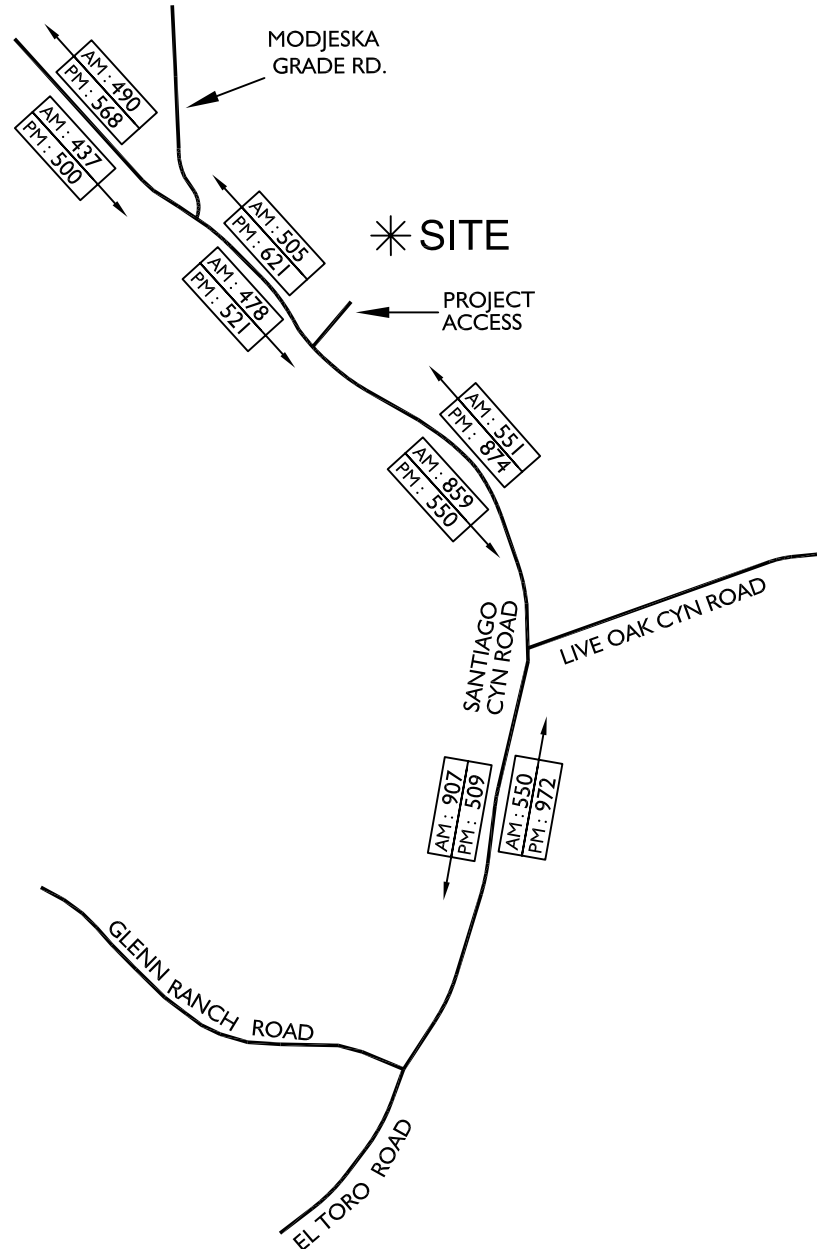 MODJESKA
GRADE RD.
AM : 490
PM : 568
AM : 437
PM : 500
AM : 505
PM : 621
SITE
AM : 478
PM : 521
PROJECT
ACCESS
AM : 551
PM : 874
AM : 859
PM : 550
LIVE OAK CYN ROAD
SANTIAGO
CYN ROAD
AM : 907
PM : 509
AM : 550
PM : 972
GLENN RANCH ROAD
EL TORO ROAD